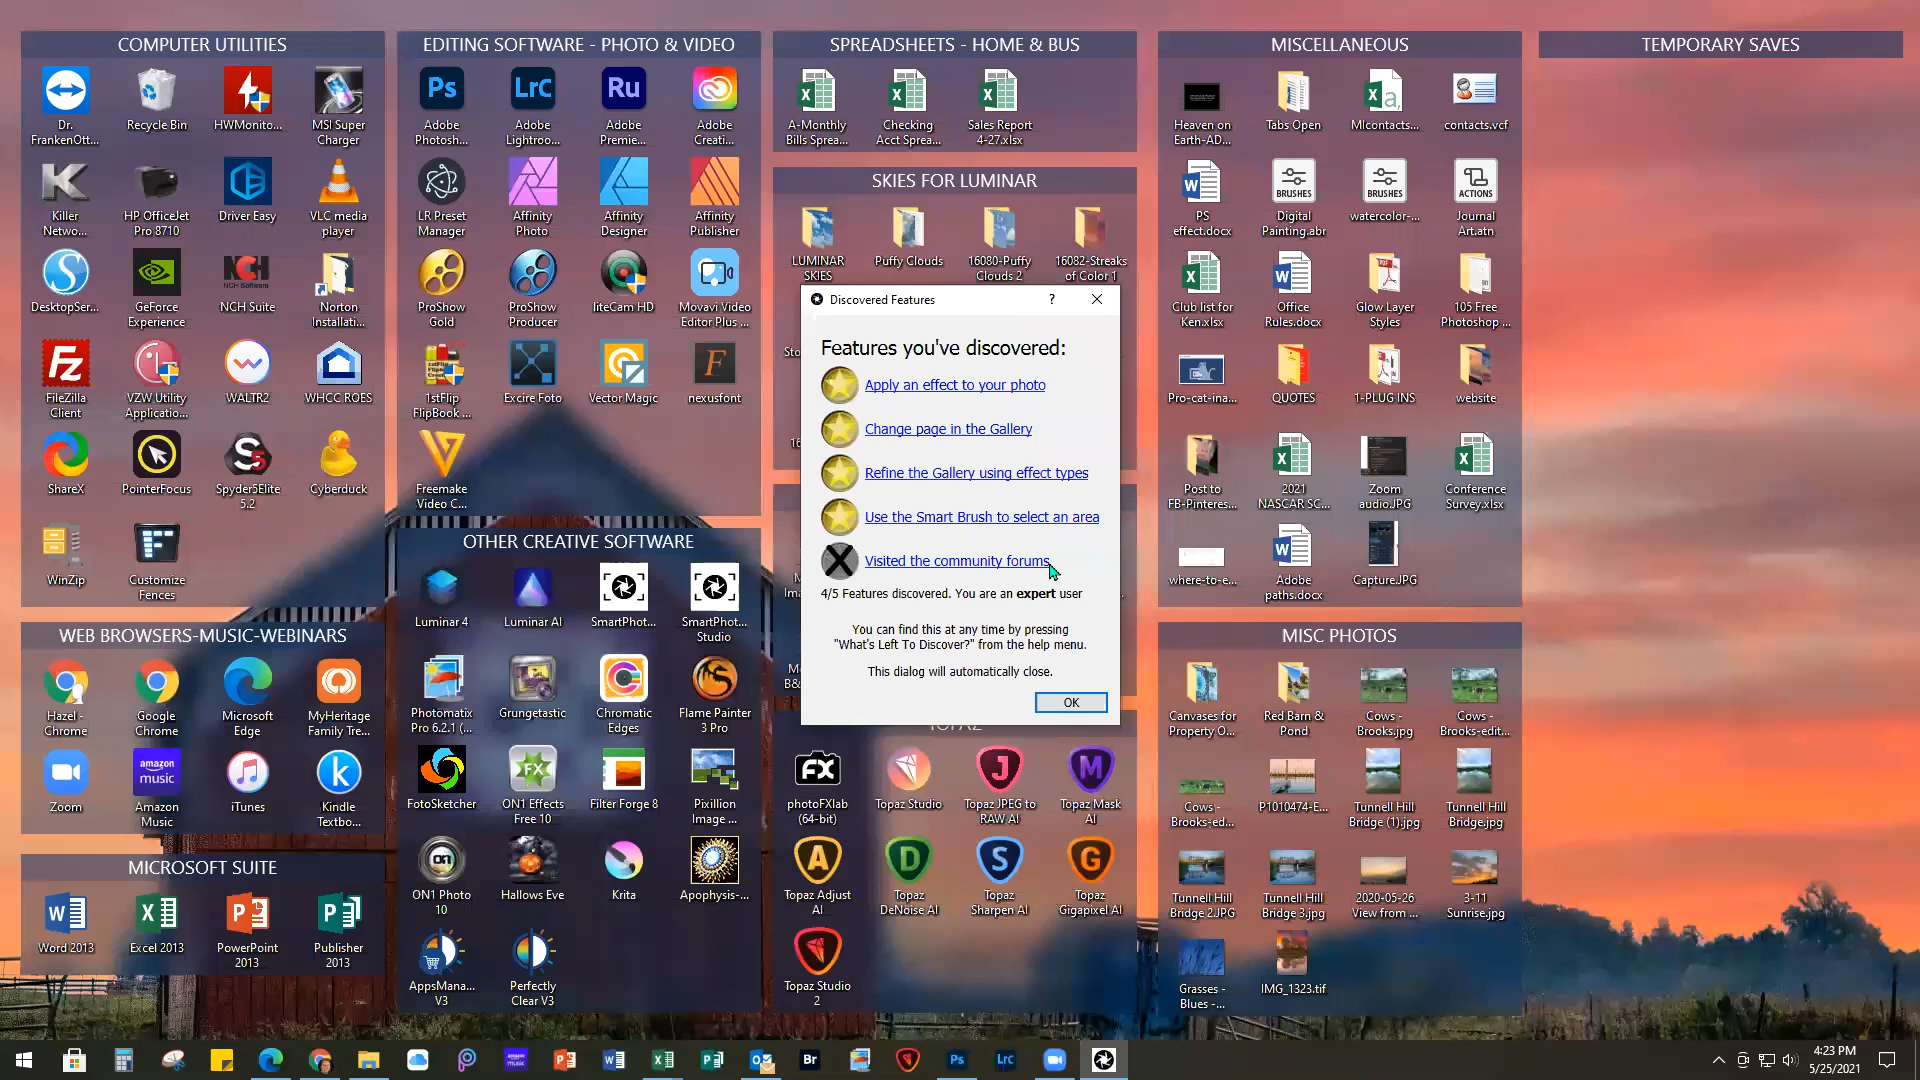 COMPUTER UTILITIES
Dr.
FrankenOtt...
Recycle Bin
HWMonito...
MSI Super
Charger
Killer
Netwo...
HP OfficeJet
Pro 8710
Driver Easy
VLC media
player
DesktopSer...
GeForce
Experience
NCH Suite
Norton
Installati...
FileZilla
Client
VZW Utility
Applicatio...
WALTR2
WHCC ROES
ShareX
PointerFocus
Spyder5Elite
5.2
Cyberduck
WinZip
Customize
Fences
WEB BROWSERS-MUSIC-WEBINARS
Hazel -
Chrome
Google
Chrome
Microsoft
Edge
MyHeritage
Family Tre...
Zoom
amazon
music
Amazon
Music
iTunes
Kindle
Textbo...
MICROSOFT SUITE
Word 2013
Excel 2013
PowerPoint
2013
Publisher
2013
EDITING SOFTWARE - PHOTO & VIDEO
Ps
Adobe
Photosh...
LrC
Adobe
Lightroo...
Ru
Adobe
Premie...
Adobe
Creati...
LR Preset
Manager
Affinity
Photo
Affinity
Designer
Affinity
Publisher
ProShow
Gold
ProShow
Producer
liteCam HD
Movavi Video
Editor Plus ...
1stFlip
FlipBook ...
Excire Foto
Vector Magic
nexusfont
Freemake
Video C...
OTHER CREATIVE SOFTWARE
Luminar 4
Luminar AI
SmartPhot...
SmartPhot...
Studio
Photomatix
Pro 6.2.1 (...
Grungetastic
Chromatic
Edges
Flame Painter
3 Pro
FotoSketcher
FX
ON1 Effects
Free 10
Filter Forge 8
Pixillion
Image ...
ON1 Photo
10
Hallows Eve
Krita
Apophysis-...
AppsMana...
V3
Perfectly
Clear V3
SPREADSHEETS - HOME & BUS
A-Monthly
Bills Sprea...
Checking
Acct Sprea...
Sales Report
4-27.xlsx
SKIES FOR LUMINAR
LUMINAR
SKIES
Puffy Clouds
16080-Puffy
Clouds 2
16082-Streaks
of Color 1
Discovered Features
?
Features you've discovered:
Apply an effect to your photo
Change page in the Gallery
Refine the Gallery using effect types
Use the Smart Brush to select an area
Visited the community forums
4/5 Features discovered. You are an expert user
You can find this at any time by pressing
"What's Left To Discover?" from the help menu.
This dialog will automatically close.
OK
TOPAZ
FX
photoFXlab
(64-bit)
Topaz Studio
J
Topaz JPEG to
RAW AI
M
Topaz Mask
AI
A
Topaz Adjust
AI
D
Topaz
DeNoise AI
S
Topaz
Sharpen AI
G
Topaz
Gigapixel AI
Topaz Studio
2
MISCELLANEOUS
Heaven on
Earth-AD...
Tabs Open
MIcontacts...
contacts.vcf
PS
effect.docx
BRUSHES
Digital
Painting.abr
BRUSHES
watercolor-...
ACTIONS
Journal
Art.atn
Club list for
Ken.xlsx
Office
Rules.docx
Glow Layer
Styles
105 Free
Photoshop ...
Pro-cat-ina...
QUOTES
1-PLUG INS
website
Post to
FB-Pinteres...
2021
NASCAR SC...
Zoom
audio.JPG
Conference
Survey.xlsx
where-to-e...
Adobe
paths.docx
Capture.JPG
MISC PHOTOS
Canvases for
Property O...
Red Barn &
Pond
Cows -
Brooks.jpg
Cows -
Brooks-edit...
Cows -
Brooks-ed...
P1010474-E...
Tunnell Hill
Bridge (1).jpg
Tunnell Hill
Bridge.jpg
Tunnell Hill
Bridge 2.JPG
Tunnell Hill
Bridge 3.jpg
2020-05-26
View from ...
3-11
Sunrise.jpg
Grasses -
Blues -...
IMG_1323.tif
TEMPORARY SAVES
Br
Ps
Lrc
4:23 PM
5/25/2021